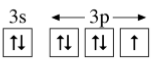 3s 3p
↑↓ ↑↓ ↑↓ ↑